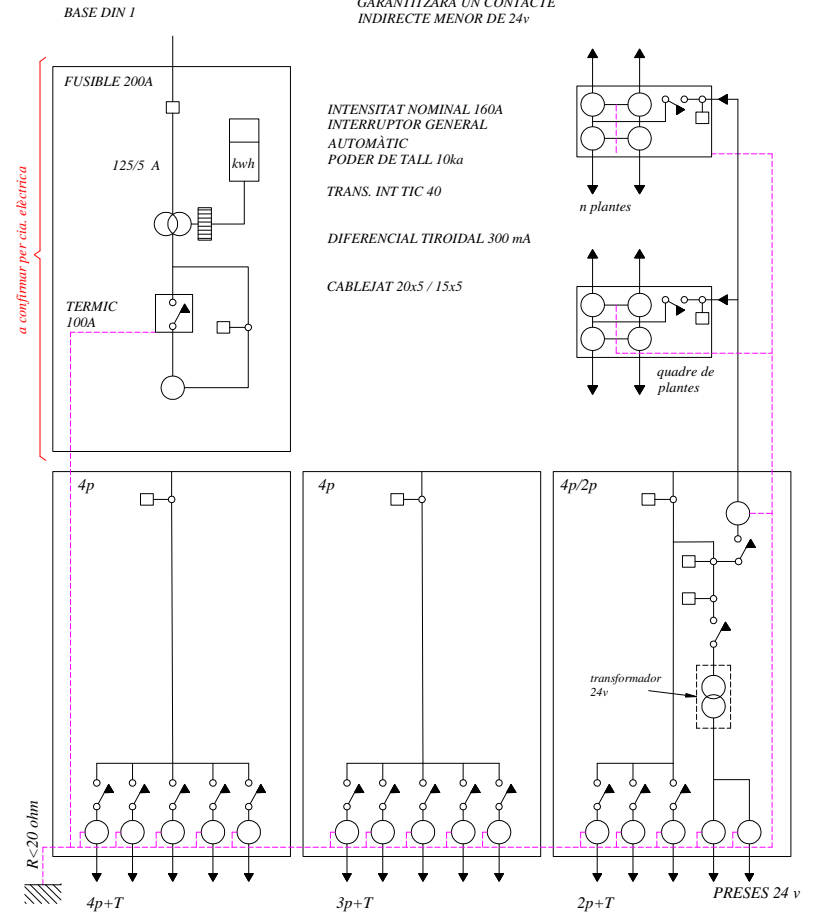 BASE DIN 1
GARANTITZARÀ UN CONTACTE
INDIRECTE MENOR DE 24v
FUSIBLE 200A
125/5 A
kwh
TERMIC
100A
a confirmar per cia. elèctrica
INTENSITAT NOMINAL 160A
INTERRUPTOR GENERAL
AUTOMÀTIC
PODER DE TALL 10ka
TRANS. INT TIC 40
DIFERENCIAL TIROIDAL 300 mA
CABLEJAT 20x5 / 15x5
n plantes
quadre de
plantes
4p
4p
4p/2p
transformador
24v
R<20 ohm
4p+T
3p+T
2p+T
PRESES 24 v